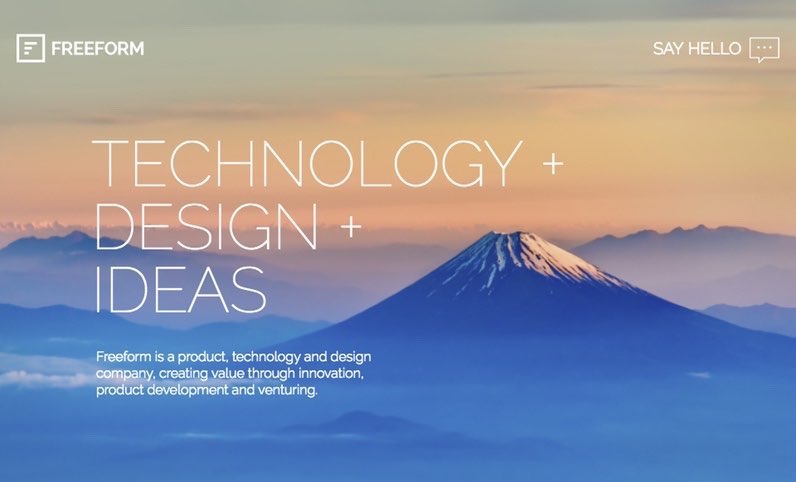 FREEFORM
SAY HELLO
TECHNOLOGY +
DESIGN +
IDEAS
Freeform is a product, technology and design
company, creating value through innovation,
product development and venturing.